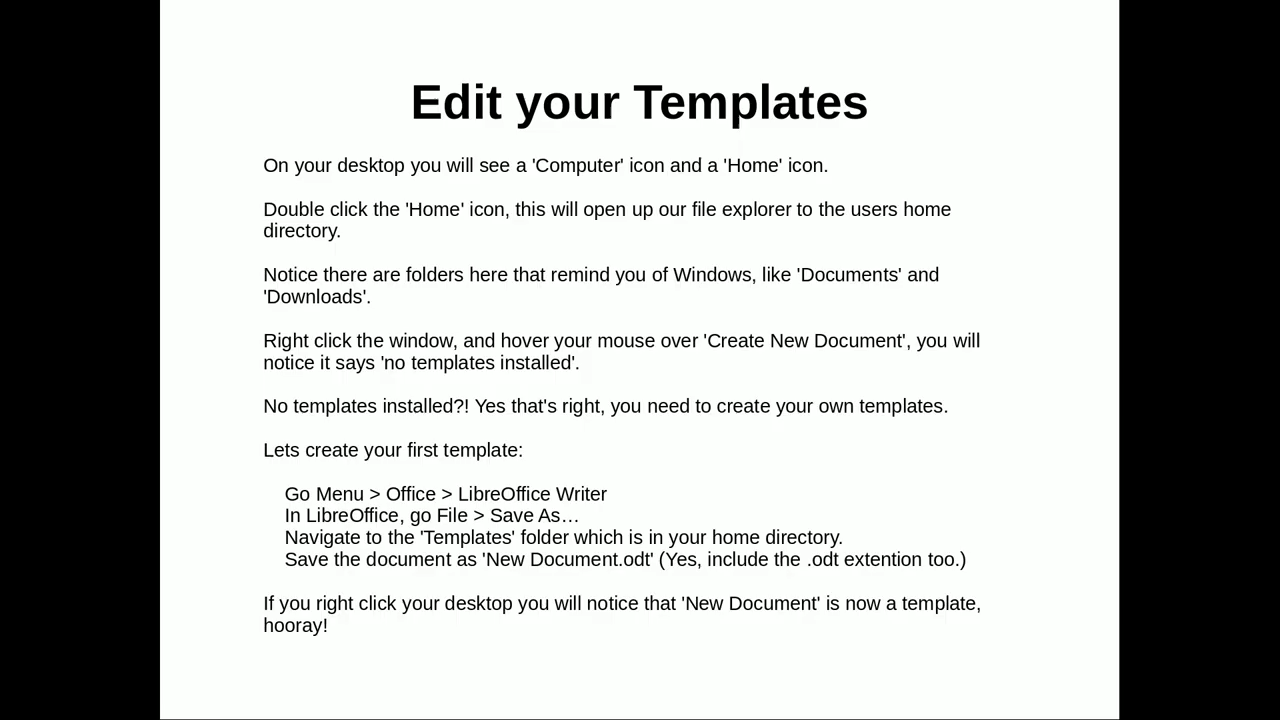 Edit your Templates
On your desktop you will see a 'Computer' icon and a 'Home' icon.
Double click the 'Home' icon, this will open up our file explorer to the users home
directory.
Notice there are folders here that remind you of Windows, like 'Documents' and
'Downloads'.
Right click the window, and hover your mouse over 'Create New Document', you will
notice it says 'no templates installed'.
No templates installed?! Yes that's right, you need to create your own templates.
Lets create your first template:
Go Menu > Office > LibreOffice Writer
In LibreOffice, go File > Save As…
Navigate to the 'Templates' folder which is in your home directory.
Save the document as 'New Document.odt' (Yes, include the .odt extention too.)
If you right click your desktop you will notice that 'New Document' is now a template,
hooray!